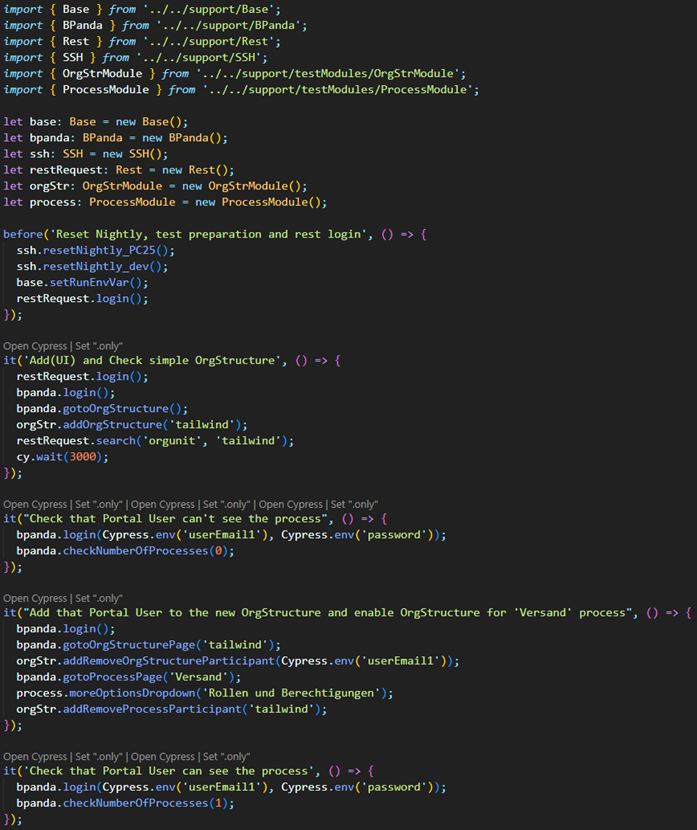 import { Base } from '../../support/Base';
import { BPanda } from '../../support/BPanda';
import { Rest } from '../../support/Rest';
import { SSH } from '../../support/SSH';
import { OrgStrModule } from '../../support/testModules/OrgStrModule';
import { ProcessModule } from '../../support/testModules/ProcessModule';

let base: Base = new Base();
let bpanda: BPanda = new BPanda();
let ssh: SSH = new SSH();
let restRequest: Rest = new Rest();
let orgStr: OrgStrModule = new OrgStrModule();
let process: ProcessModule = new ProcessModule();

before('Reset Nightly, test preparation and rest login', () => {
  ssh.resetNightly_PC25();
  ssh.resetNightly_dev();
  base.setRunEnvVar();
  restRequest.login();
});

Open Cypress | Set ".only"
it('Add(UI) and Check simple OrgStructure', () => {
  restRequest.login();
  bpanda.login();
  bpanda.gotoOrgStructure();
  orgStr.addOrgStructure('tailwind');
  restRequest.search('orgunit', 'tailwind');
  cy.wait(3000);
});

Open Cypress | Set ".only" | Open Cypress | Set ".only" | Open Cypress | Set ".only"
it("Check that Portal User can't see the process", () => {
  bpanda.login(Cypress.env('userEmail1'), Cypress.env('password'));
  bpanda.checkNumberOfProcesses(0);
});

Open Cypress | Set ".only"
it("Add that Portal User to the new OrgStructure and enable OrgStructure for 'Versand' process", () => {
  bpanda.login();
  bpanda.gotoOrgStructurePage('tailwind');
  orgStr.addRemoveOrgStructureParticipant(Cypress.env('userEmail1'));
  bpanda.gotoProcessPage('Versand');
  process.moreOptionsDropdown('Rollen und Berechtigungen');
  orgStr.addRemoveProcessParticipant('tailwind');
});

Open Cypress | Set ".only" | Open Cypress | Set ".only"
it('Check that Portal User can see the process', () => {
  bpanda.login(Cypress.env('userEmail1'), Cypress.env('password'));
  bpanda.checkNumberOfProcesses(1);
});